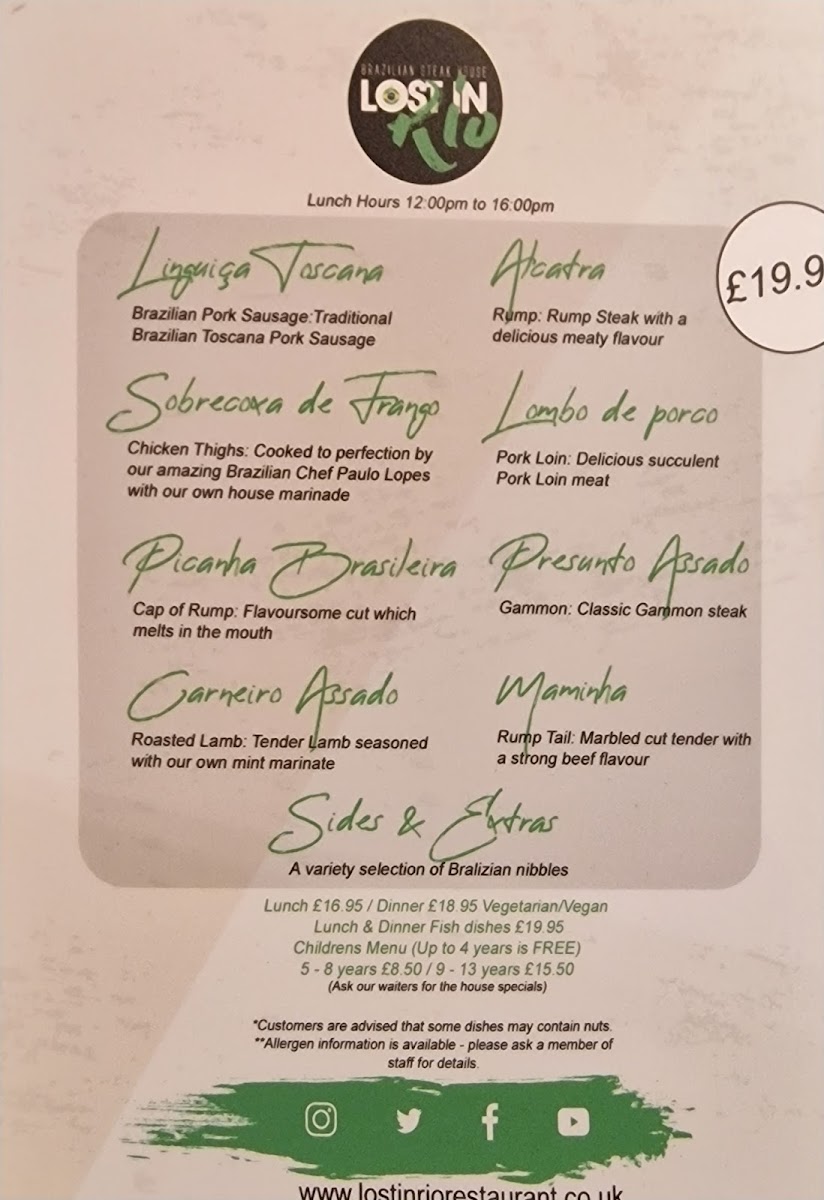 BRAZILIAN STEAK HOUSE
LOST IN
Rio
Lunch Hours 12:00pm to 16:00pm
£19.9
Linguiça Toscana
Brazilian Pork Sausage:Traditional
Brazilian Toscana Pork Sausage
Alcatra
Rump: Rump Steak with a
delicious meaty flavour
Sobrecoxa de Frango
Chicken Thighs: Cooked to perfection by
our amazing Brazilian Chef Paulo Lopes
with our own house marinade
Lombo de porco
Pork Loin: Delicious succulent
Pork Loin meat
Picanha Brasileira
Cap of Rump: Flavoursome cut which
melts in the mouth
Presunto Assado
Gammon: Classic Gammon steak
Carneiro Assado
Roasted Lamb: Tender Lamb seasoned
with our own mint marinate
Maminha
Rump Tail: Marbled cut tender with
a strong beef flavour
Sides & Extras
A variety selection of Bralizian nibbles
Lunch £16.95 / Dinner £18.95 Vegetarian/Vegan
Lunch & Dinner Fish dishes £19.95
Childrens Menu (Up to 4 years is FREE)
5 - 8 years £8.50 / 9 - 13 years £15.50
(Ask our waiters for the house specials)
*Customers are advised that some dishes may contain nuts.
**Allergen information is available - please ask a member of
staff for details.
www.lostinriorestaurant.co.uk